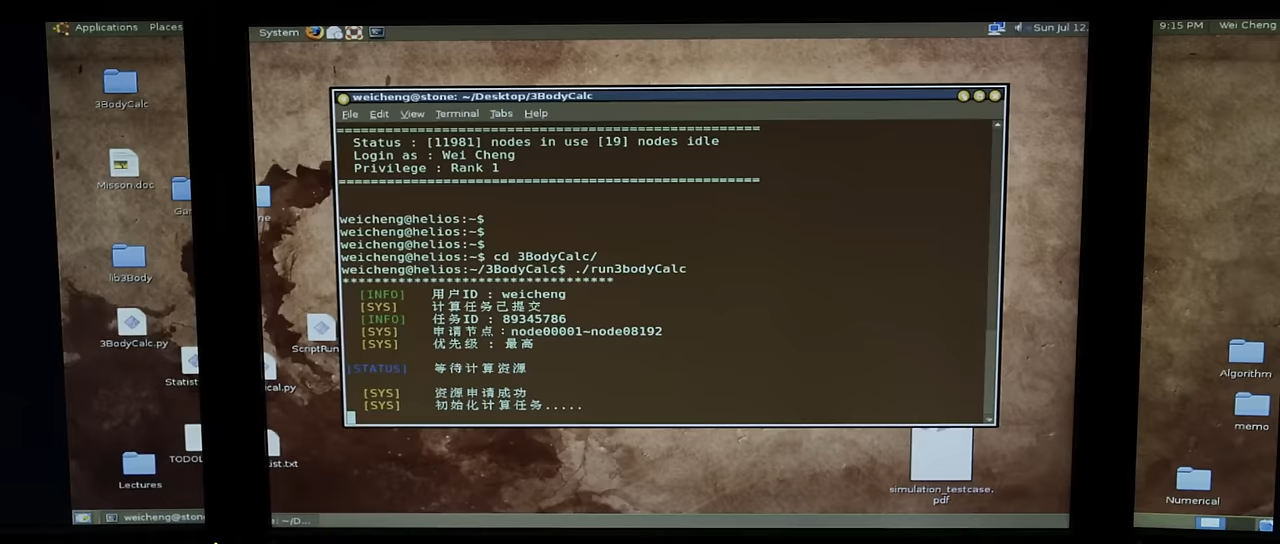 Applications Places
System
Sun Jul 12,
9:15 PM Wei Cheng
3BodyCalc
Misson.doc
lib3Body
3BodyCalc.py
Statist
TODOL
Lectures
weicheng@ston
ScriptRun
ical.py
ist.txt
weicheng@stone: ~/Desktop/3BodyCalc
File Edit View Terminal Tabs Help
==================================================
Status : [11981] nodes in use [19] nodes idle
Login as : Wei Cheng
Privilege : Rank 1
==================================================
weicheng@helios:~$
weicheng@helios:~$
weicheng@helios:~$
weicheng@helios:~$ cd 3BodyCalc/
weicheng@helios:~/3BodyCalc$ ./run3bodyCalc
**********************************
[INFO] 用户ID : weicheng
[SYS] 计算任务已提交
[INFO] 任务ID : 89345786
[SYS] 申请节点 : node00001~node08192
[SYS] 优先级 : 最高
[STATUS] 等待计算资源
[SYS] 资源申请成功
[SYS] 初始化计算任务.....
simulation_testcase.
pdf
: ~/D...
Algorithm
memo
Numerical